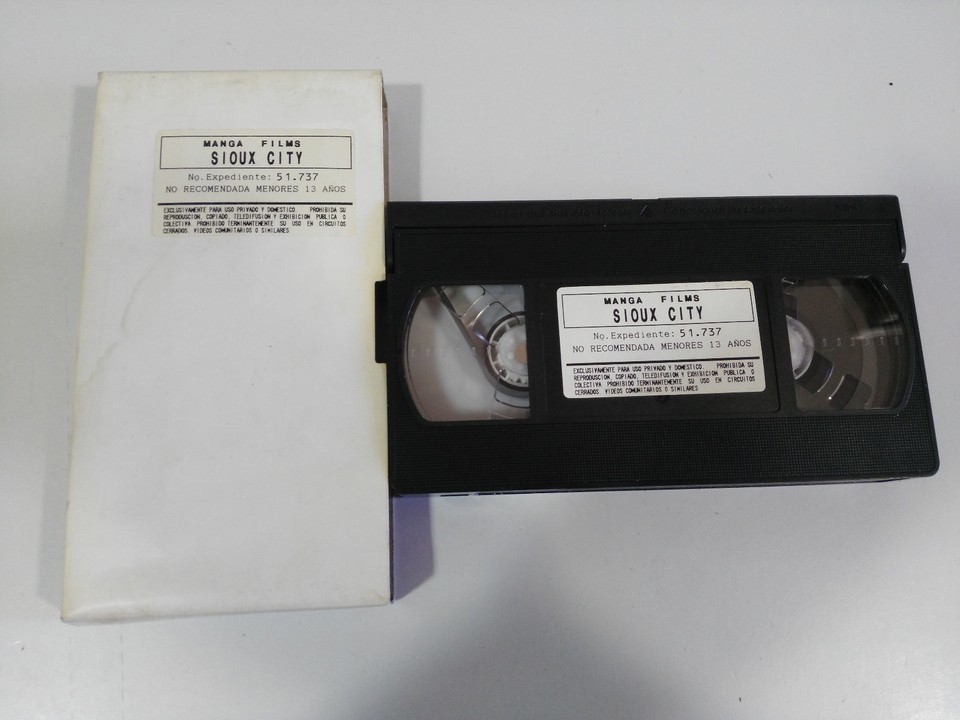 MANGA FILMS
SIOUX CITY
No.Expediente: 51.737
NO RECOMENDADA MENORES 13 AÑOS
EXCLUSIVAMENTE PARA USO PRIVADO Y DOMESTICO. PROHIBIDA SU
REPRODUSCION, COPIADO, TELEDIFUSION Y EXHIBICION PUBLICA O
COLECTIVA PROHIBIDO TERMINANTEMENTE SU USO EN CIRCUITOS
CERRADOS. VIDEOS COMUNITARIOS O SIMILARES
MANGA FILMS
SIOUX CITY
No.Expediente: 51.737
NO RECOMENDADA MENORES 13 AÑOS
EXCLUSIVAMENTE PARA USO PRIVADO Y DOMESTICO. PROHIBIDA SU
REPRODUSCION, COPIADO, TELEDIFUSION Y EXHIBICION PUBLICA O
COLECTIVA PROHIBIDO TERMINANTEMENTE SU USO EN CIRCUITOS
CERRADOS. VIDEOS COMUNITARIOS O SIMILARES